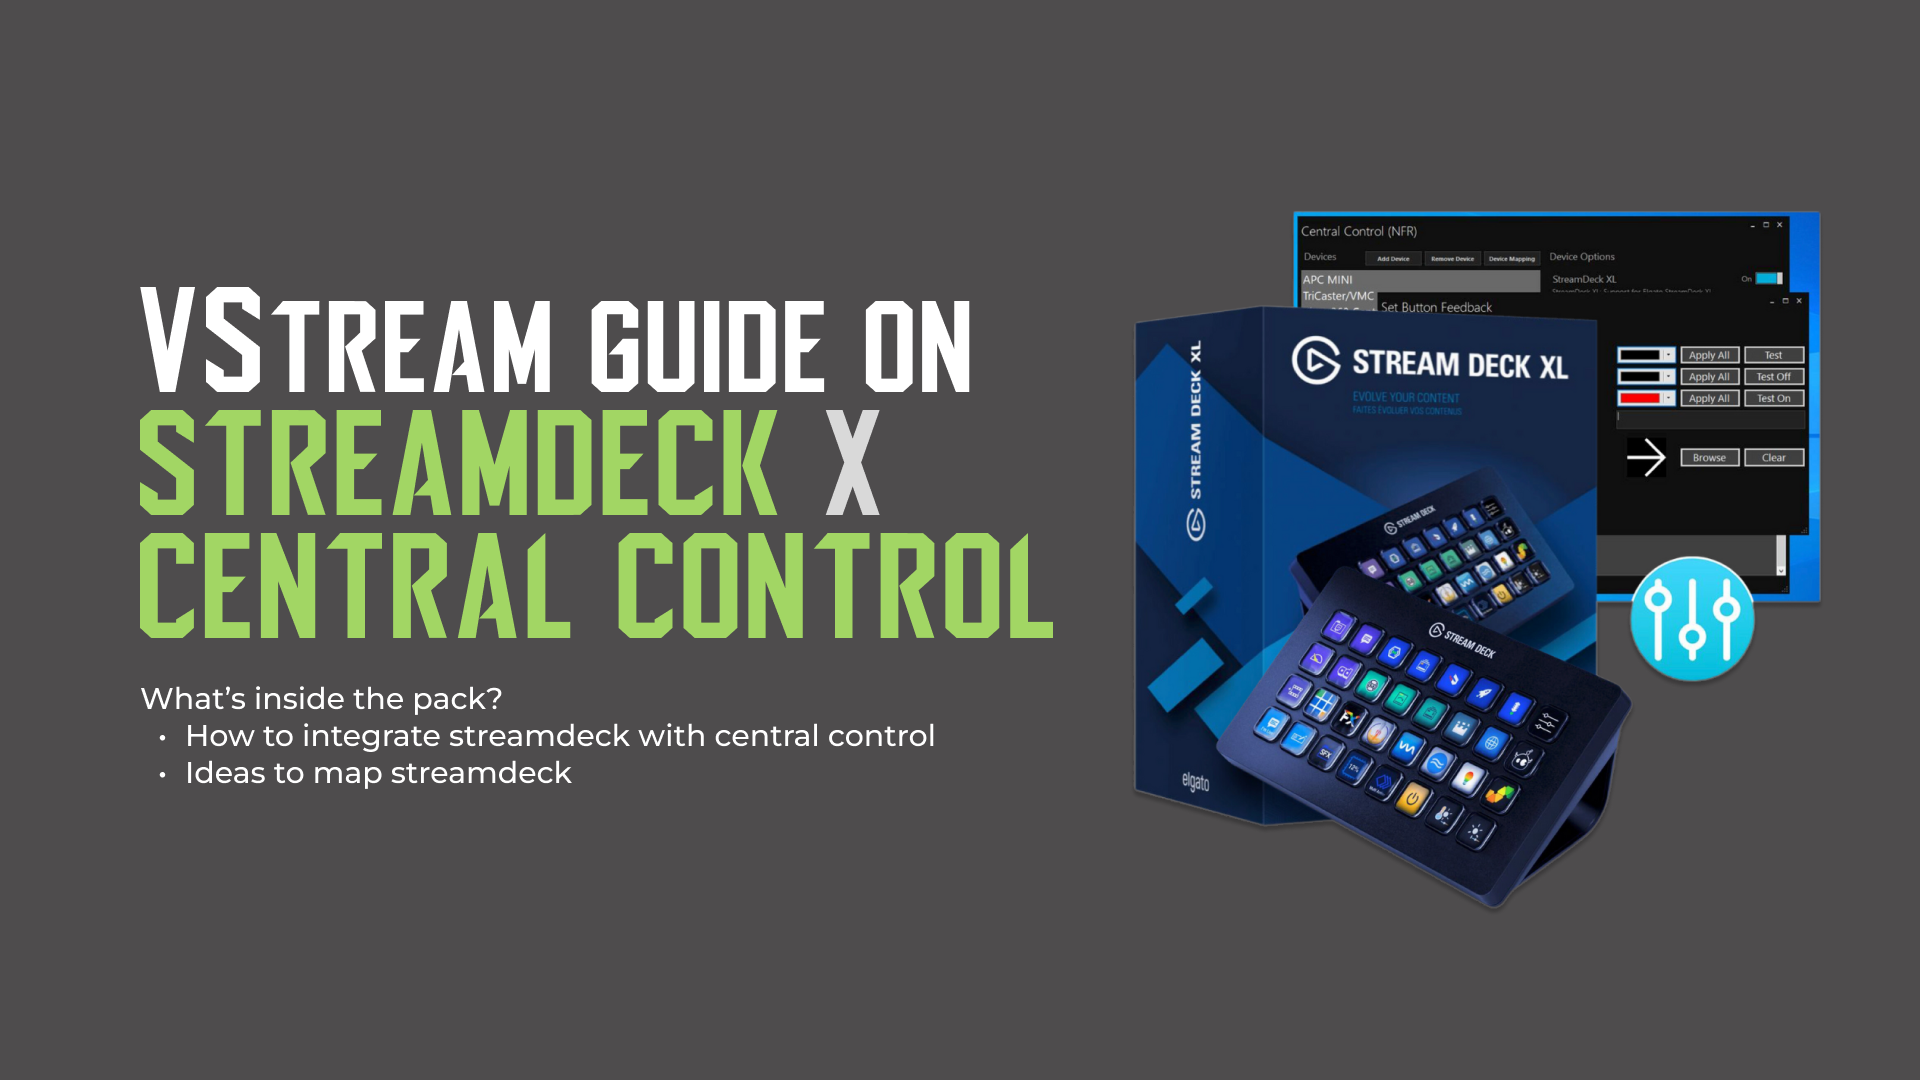 VStream guide on
STREAMDECK X
CENTRAL CONTROL
What's inside the pack?
• How to integrate streamdeck with central control
• Ideas to map streamdeck
Central Control (NFR)
Devices Add Device Remove Device Device Mapping Device Options
APC MINI
StreamDeck XL On
TriCaster/VMC
Set Button Feedback
Apply All Test
Apply All Test Off
Apply All Test On
Browse Clear
STREAM DECK XL
STREAM DECK XL
EVOLVE YOUR CONTENT
FAITES ÉVOLUER VOS CONTENUS
STREAM DECK
STREAM DECK
FX
SFX
elgato